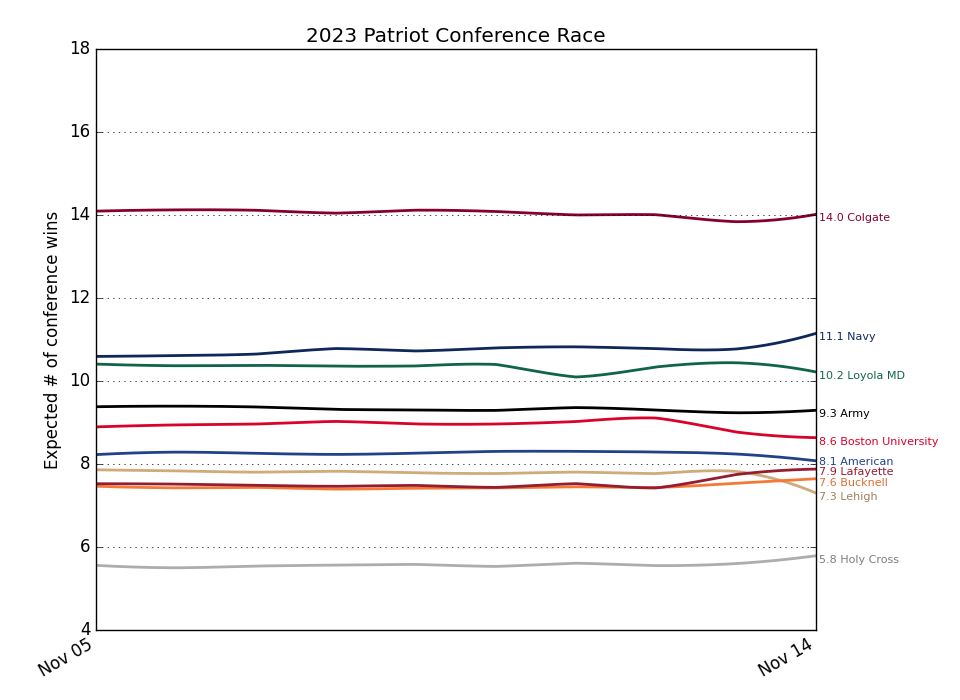 2023 Patriot Conference Race
Expected # of conference wins
18
16
14
12
10
8
6
4
14.0 Colgate
11.1 Navy
10.2 Loyola MD
9.3 Army
8.6 Boston University
8.1 American
7.9 Lafayette
7.6 Bucknell
7.3 Lehigh
5.8 Holy Cross
Nov 05
Nov 14